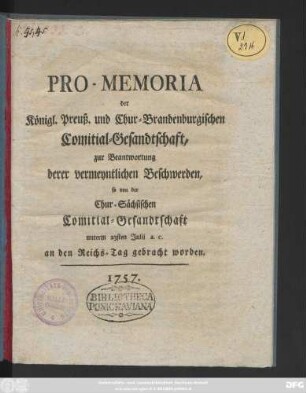 PRO-MEMORIA
der
Königl. Preuß. und Chur-Brandenburgischen
Comitial-Gesandtschaft,
zur Beantwortung
derer vermeyntlichen Beschwerden,
so von der
Chur-Sächsischen
Comitial-Gesandtschaft
unterm 23sten Julii a. c.
an den Reichs-Tag gebracht worden.
1757.
BIBLIOTHECA
PONICKAVIANA